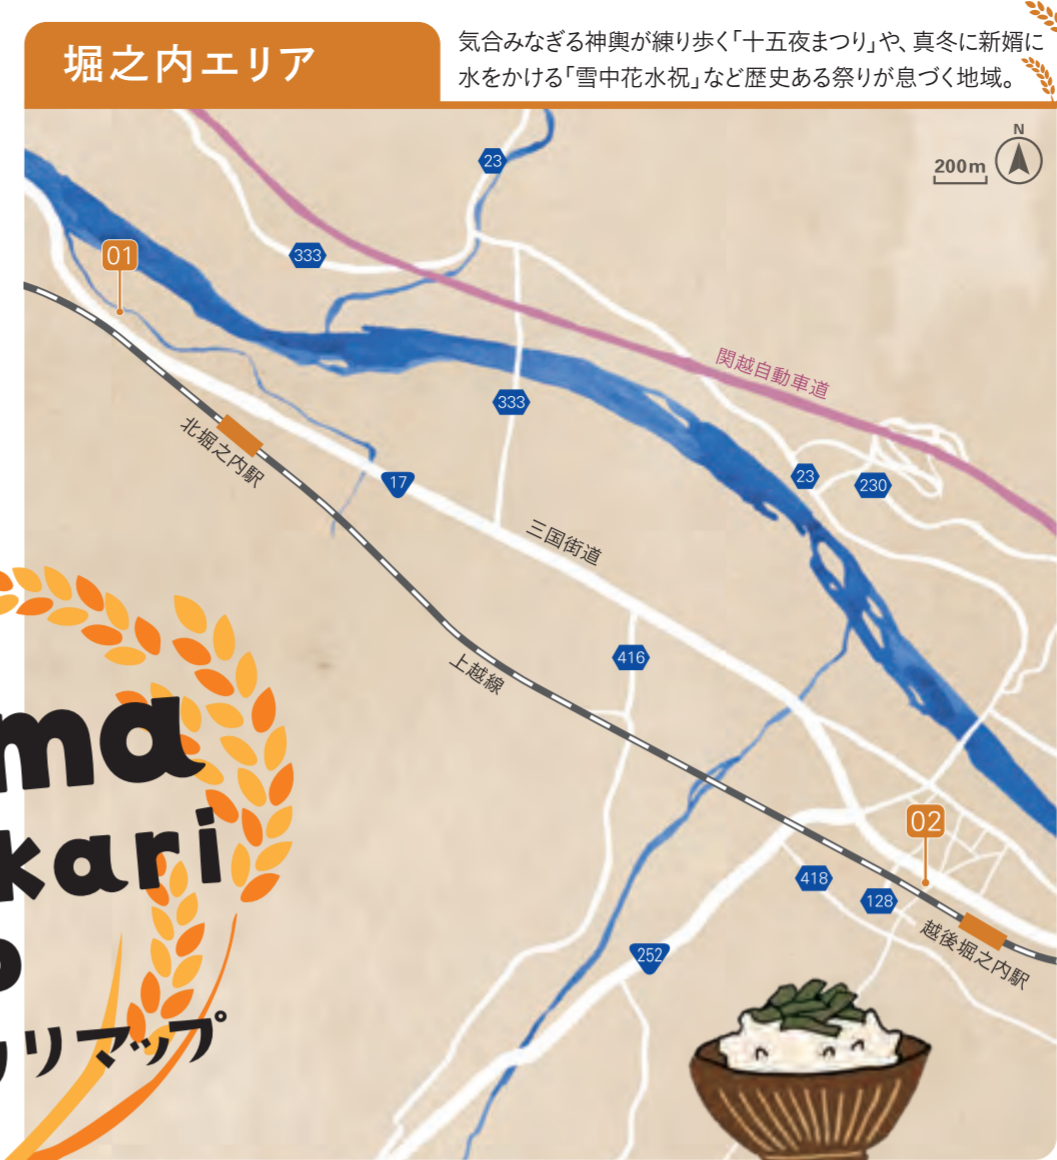 堀之内エリア
気合みなぎる神輿が練り歩く「十五夜まつり」や、真冬に新婿に
水をかける「雪中花水祝」など歴史ある祭りが息づく地域。
N
200m
23
01
333
関越自動車道
333
北堀之内駅
17
23
230
三国街道
416
上越線
ma
kari
02
418
128
越後堀之内駅
252
リマップ